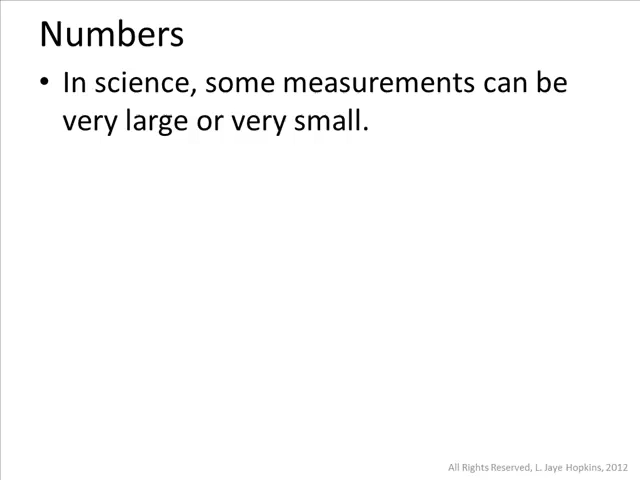 Numbers
• In science, some measurements can be
very large or very small.
All Rights Reserved, L. Jaye Hopkins, 2012